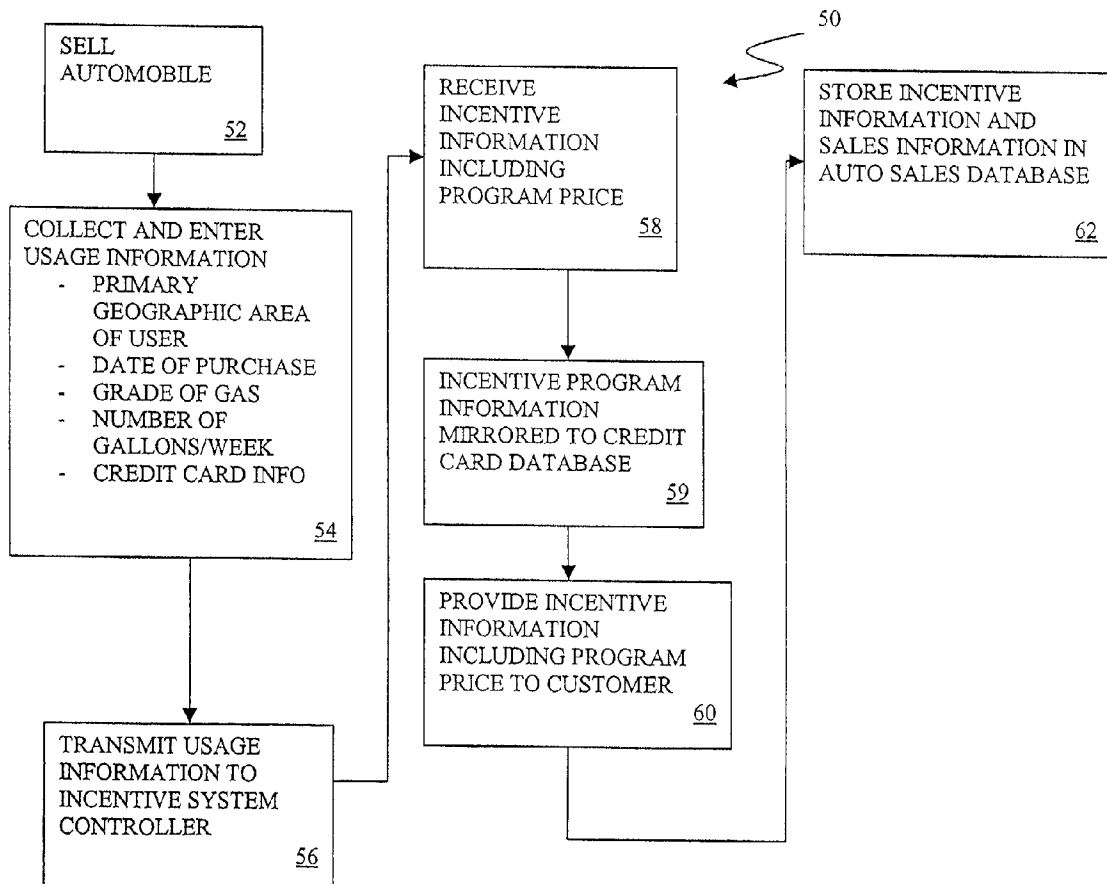 SELL
AUTOMOBILE
52
COLLECT AND ENTER
USAGE INFORMATION
- PRIMARY
GEOGRAPHIC AREA
OF USER
- DATE OF PURCHASE
- GRADE OF GAS
- NUMBER OF
GALLONS/WEEK
- CREDIT CARD INFO
54
TRANSMIT USAGE
INFORMATION TO
INCENTIVE SYSTEM
CONTROLLER
56
RECEIVE
INCENTIVE
INFORMATION
INCLUDING
PROGRAM PRICE
58
INCENTIVE PROGRAM
INFORMATION
MIRRORED TO CREDIT
CARD DATABASE
59
PROVIDE INCENTIVE
INFORMATION
INCLUDING PROGRAM
PRICE TO CUSTOMER
60
50
STORE INCENTIVE
INFORMATION AND
SALES INFORMATION IN
AUTO SALES DATABASE
62